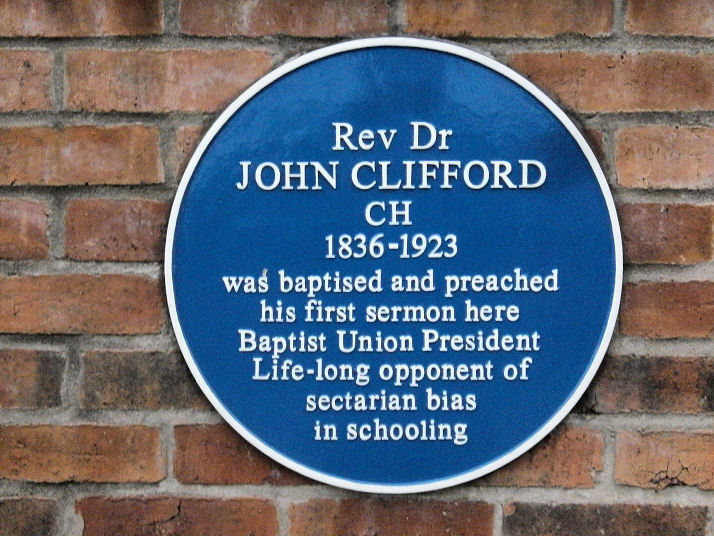 Rev Dr
JOHN CLIFFORD
CH
1836-1923
was baptised and preached
his first sermon here
Baptist Union President
Life-long opponent of
sectarian bias
in schooling